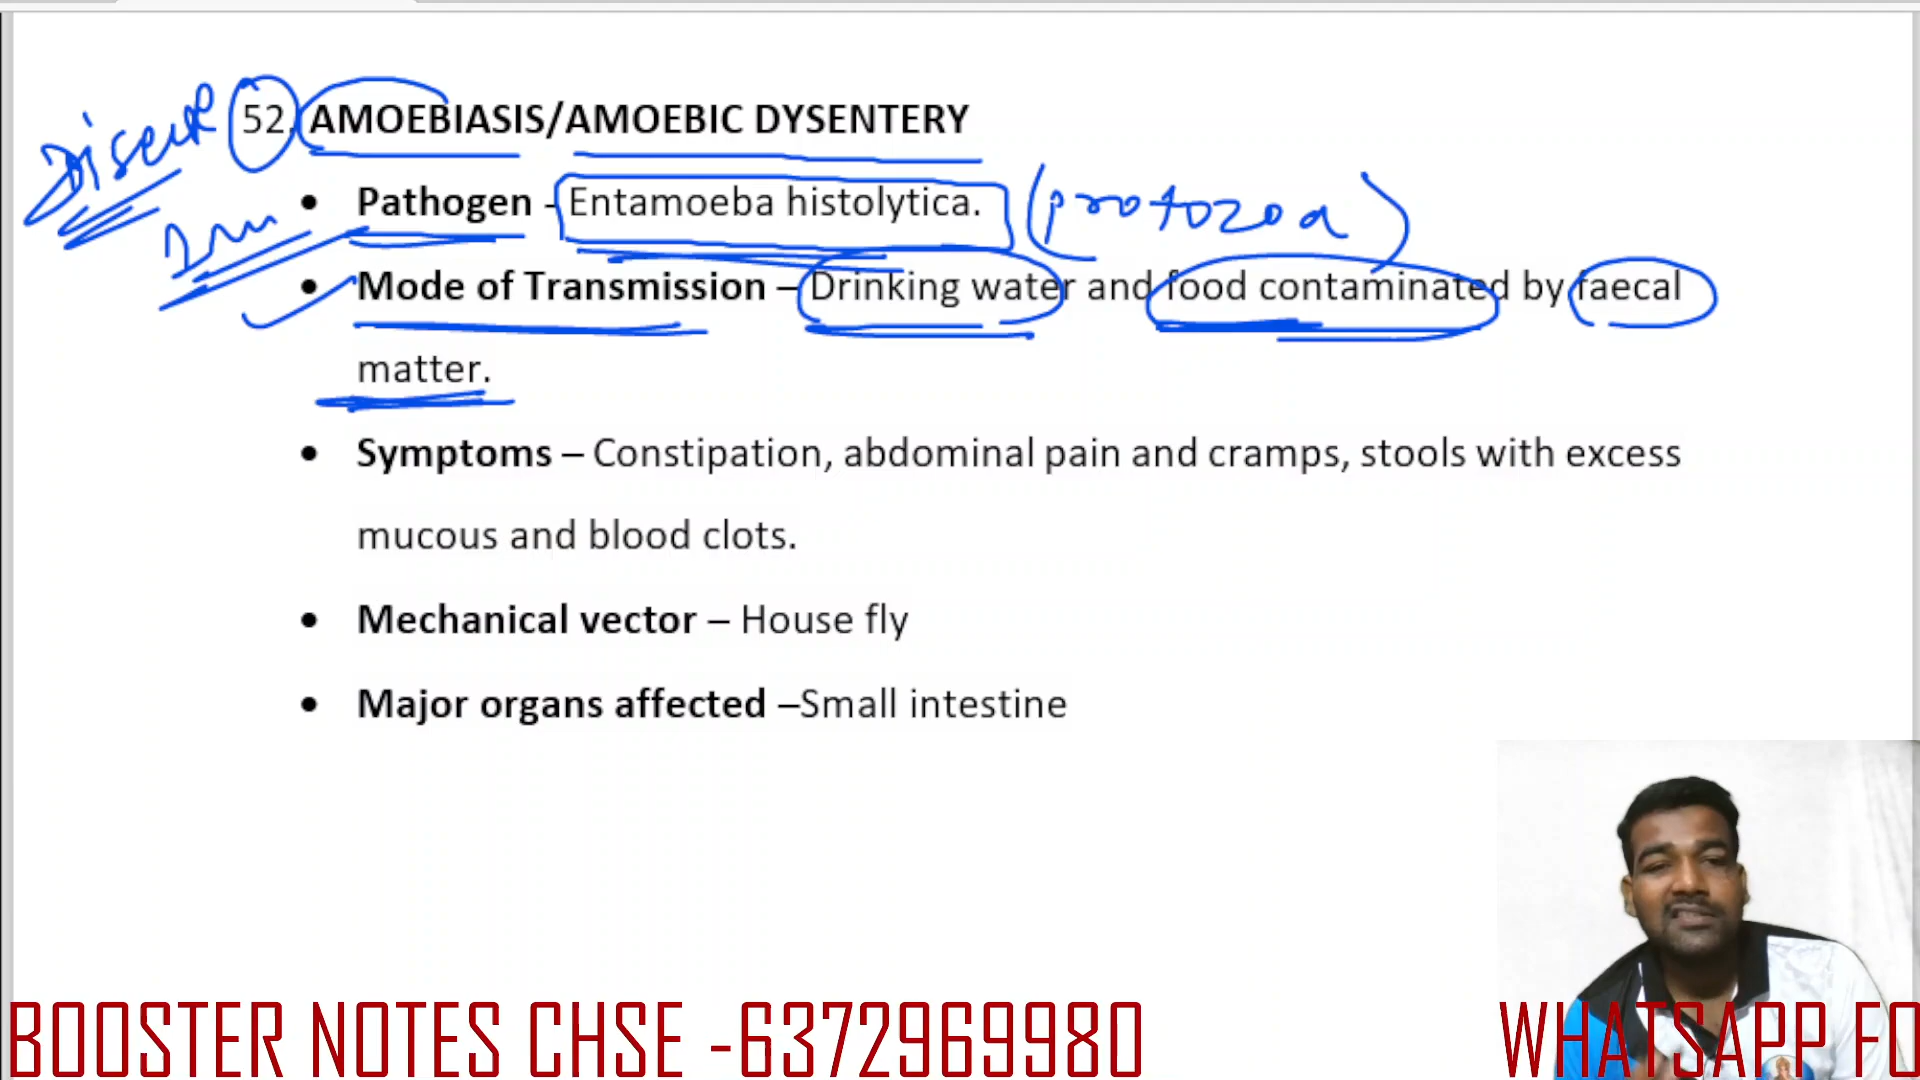 Disease 52. AMOEBIASIS/AMOEBIC DYSENTERY
• Pathogen - Entamoeba histolytica. (protozoa)
• Mode of Transmission – Drinking water and food contaminated by faecal
matter.
• Symptoms – Constipation, abdominal pain and cramps, stools with excess
mucous and blood clots.
• Mechanical vector – House fly
• Major organs affected –Small intestine
BOOSTER NOTES CHSE -6372969980 WHATSAPP FO